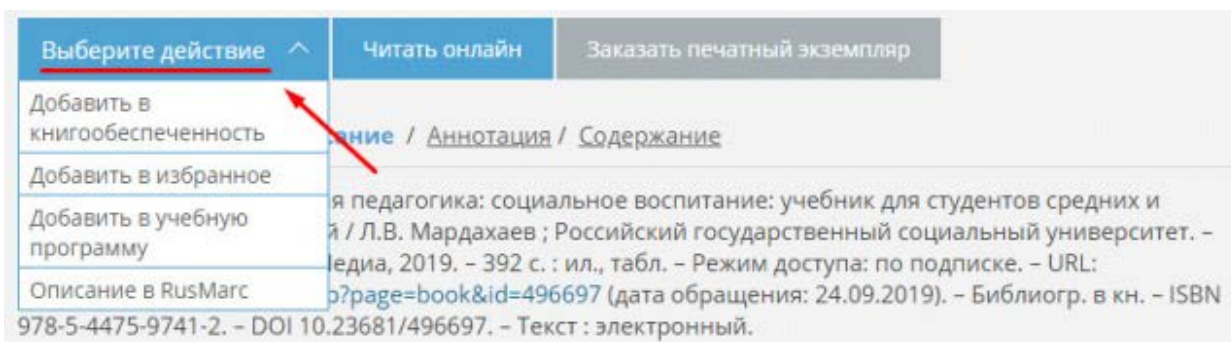 Выберите действие
Читать онлайн
Заказать печатный экземпляр
Добавить в
книгообеспеченность
Добавить в избранное
Добавить в учебную
программу
Описание в RusMarc
/ Аннотация / Содержание
педагогика: социальное воспитание: учебник для студентов средних и
/ Л.В. Мардахаев ; Российский государственный социальный университет. –
2019. – 392 с. : ил., табл. – Режим доступа: по подписке. – URL:
?page=book&id=496697 (дата обращения: 24.09.2019). – Библиогр. в кн. – ISBN
978-5-4475-9741-2. – DOI 10.23681/496697. – Текст : электронный.